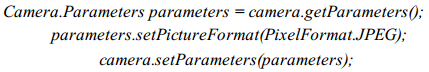 Camera.Parameters parameters = camera.getParameters();
parameters.setPictureFormat(PixelFormat.JPEG);
camera.setParameters(parameters);